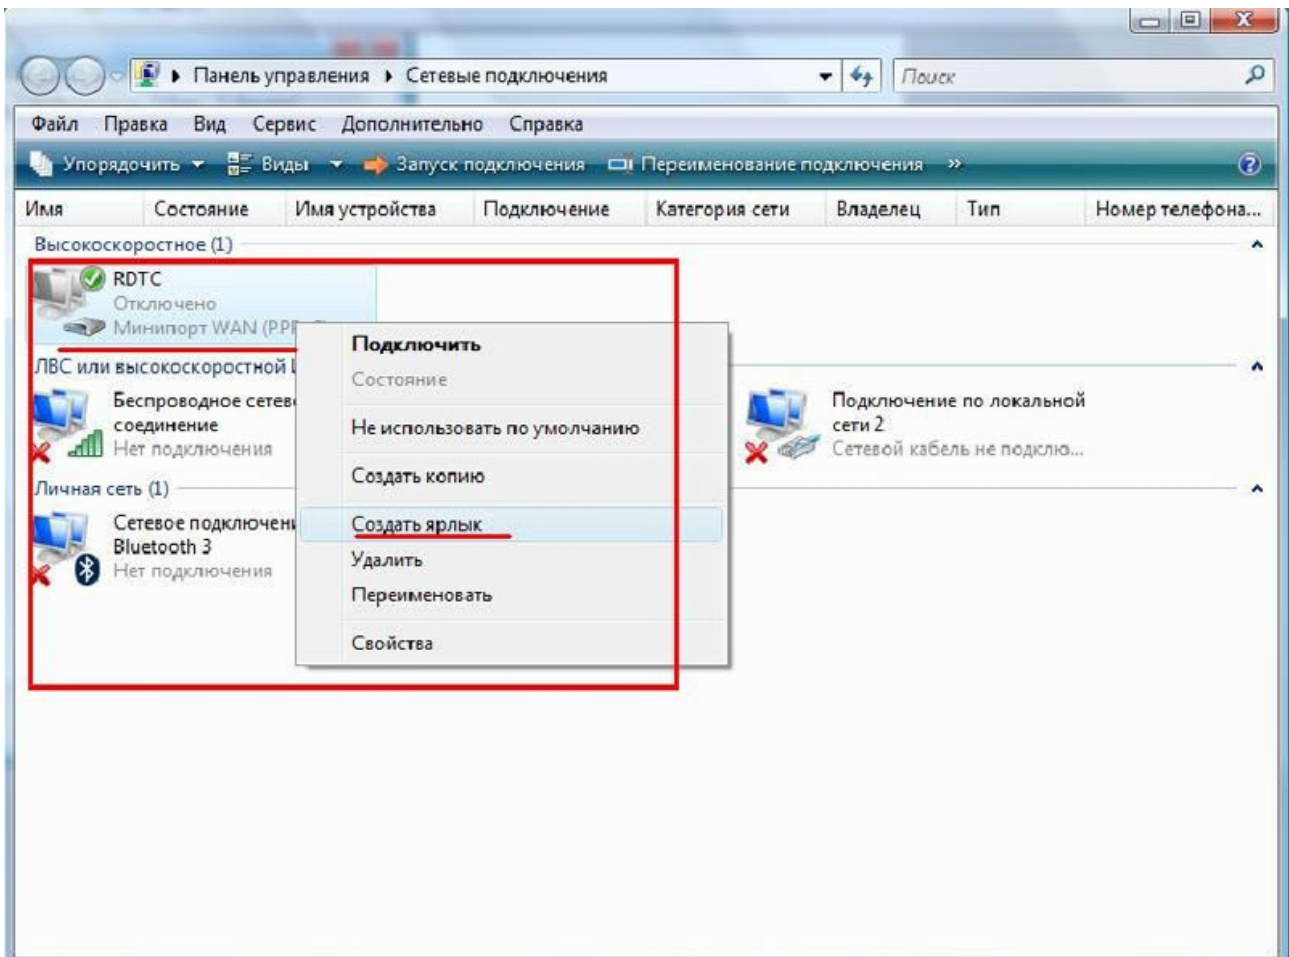 Панель управления Сетевые подключения Поиск
Файл Правка Вид Сервис Дополнительно Справка
Упорядочить Виды Запуск подключения Переименование подключения »
Имя Состояние Имя устройства Подключение Категория сети Владелец Тип Номер телефона...
Высокоскоростное (1)
RDTC
Отключено
Минипорт WAN
ЛВС или высокоскоростной
Беспроводное
соединение
Нет подключения
Подключение по локальной
сети 2
Сетевой кабель не подклю...
Личная сеть (1)
Сетевое
Bluetooth 3
Нет подключения
Подключить
Состояние
Не использовать по умолчанию
Создать копию
Создать ярлык
Удалить
Переименовать
Свойства